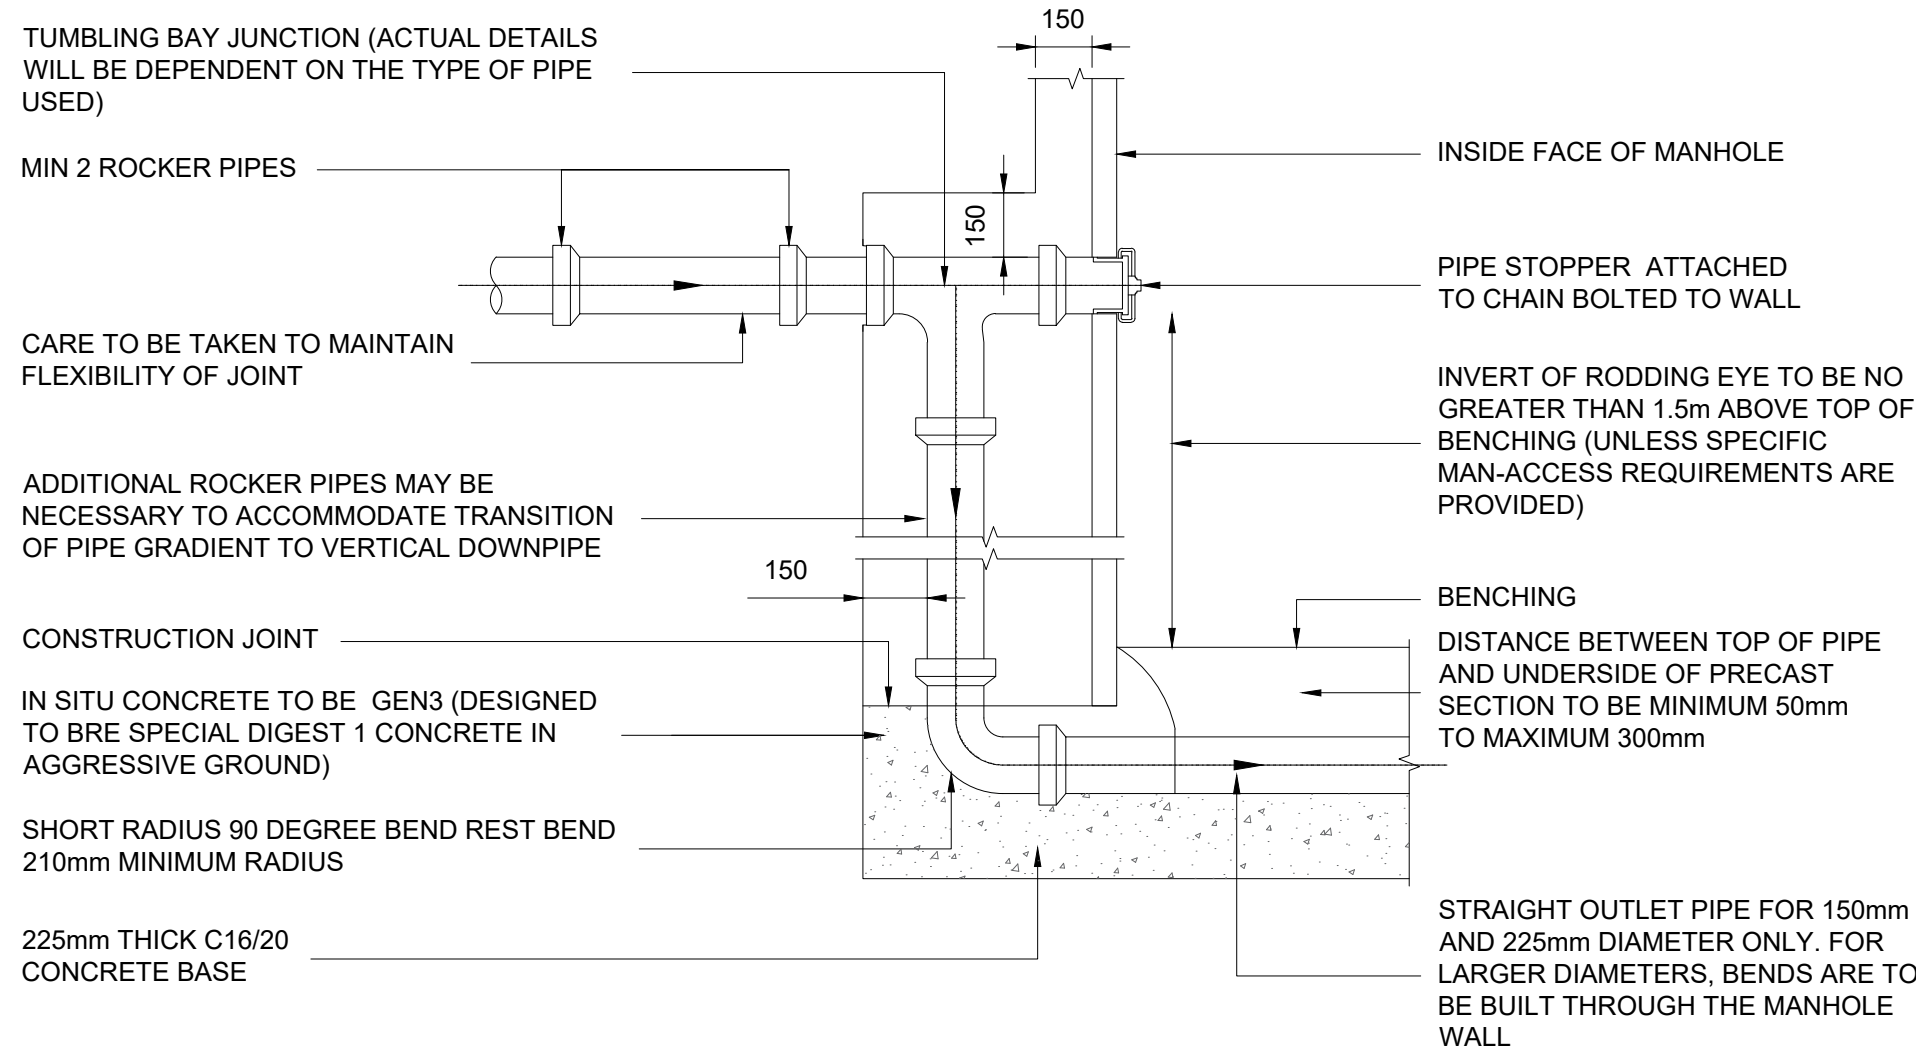 150
TUMBLING BAY JUNCTION (ACTUAL DETAILS
WILL BE DEPENDENT ON THE TYPE OF PIPE
USED)
MIN 2 ROCKER PIPES
150
CARE TO BE TAKEN TO MAINTAIN
FLEXIBILITY OF JOINT
ADDITIONAL ROCKER PIPES MAY BE
NECESSARY TO ACCOMMODATE TRANSITION
OF PIPE GRADIENT TO VERTICAL DOWNPIPE
150
CONSTRUCTION JOINT
IN SITU CONCRETE TO BE GEN3 (DESIGNED
TO BRE SPECIAL DIGEST 1 CONCRETE IN
AGGRESSIVE GROUND)
SHORT RADIUS 90 DEGREE BEND REST BEND
210mm MINIMUM RADIUS
225mm THICK C16/20
CONCRETE BASE
INSIDE FACE OF MANHOLE
PIPE STOPPER ATTACHED
TO CHAIN BOLTED TO WALL
INVERT OF RODDING EYE TO BE NO
GREATER THAN 1.5m ABOVE TOP OF
BENCHING (UNLESS SPECIFIC
MAN-ACCESS REQUIREMENTS ARE
PROVIDED)
BENCHING
DISTANCE BETWEEN TOP OF PIPE
AND UNDERSIDE OF PRECAST
SECTION TO BE MINIMUM 50mm
TO MAXIMUM 300mm
STRAIGHT OUTLET PIPE FOR 150mm
AND 225mm DIAMETER ONLY. FOR
LARGER DIAMETERS, BENDS ARE TO
BE BUILT THROUGH THE MANHOLE
WALL